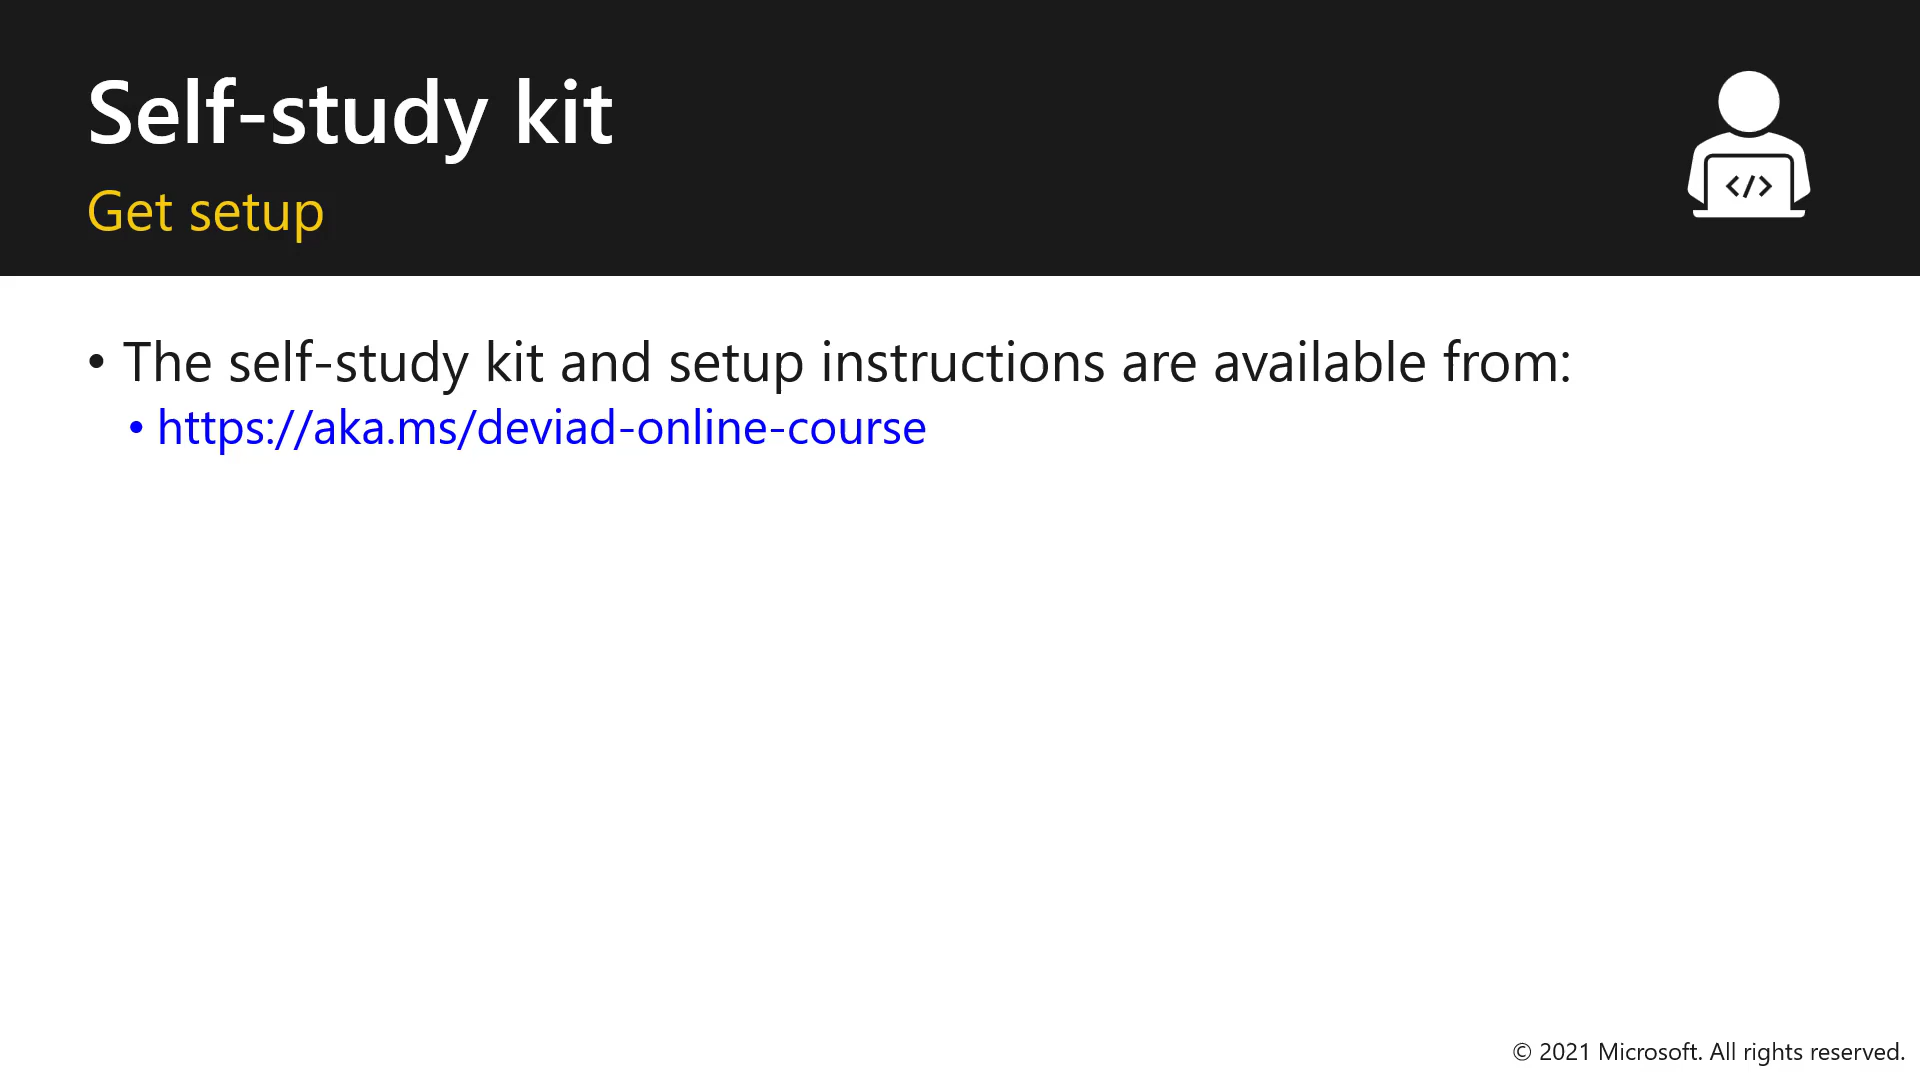 Self-study kit
Get setup
</>
• The self-study kit and setup instructions are available from:
• https://aka.ms/deviad-online-course
© 2021 Microsoft. All rights reserved.